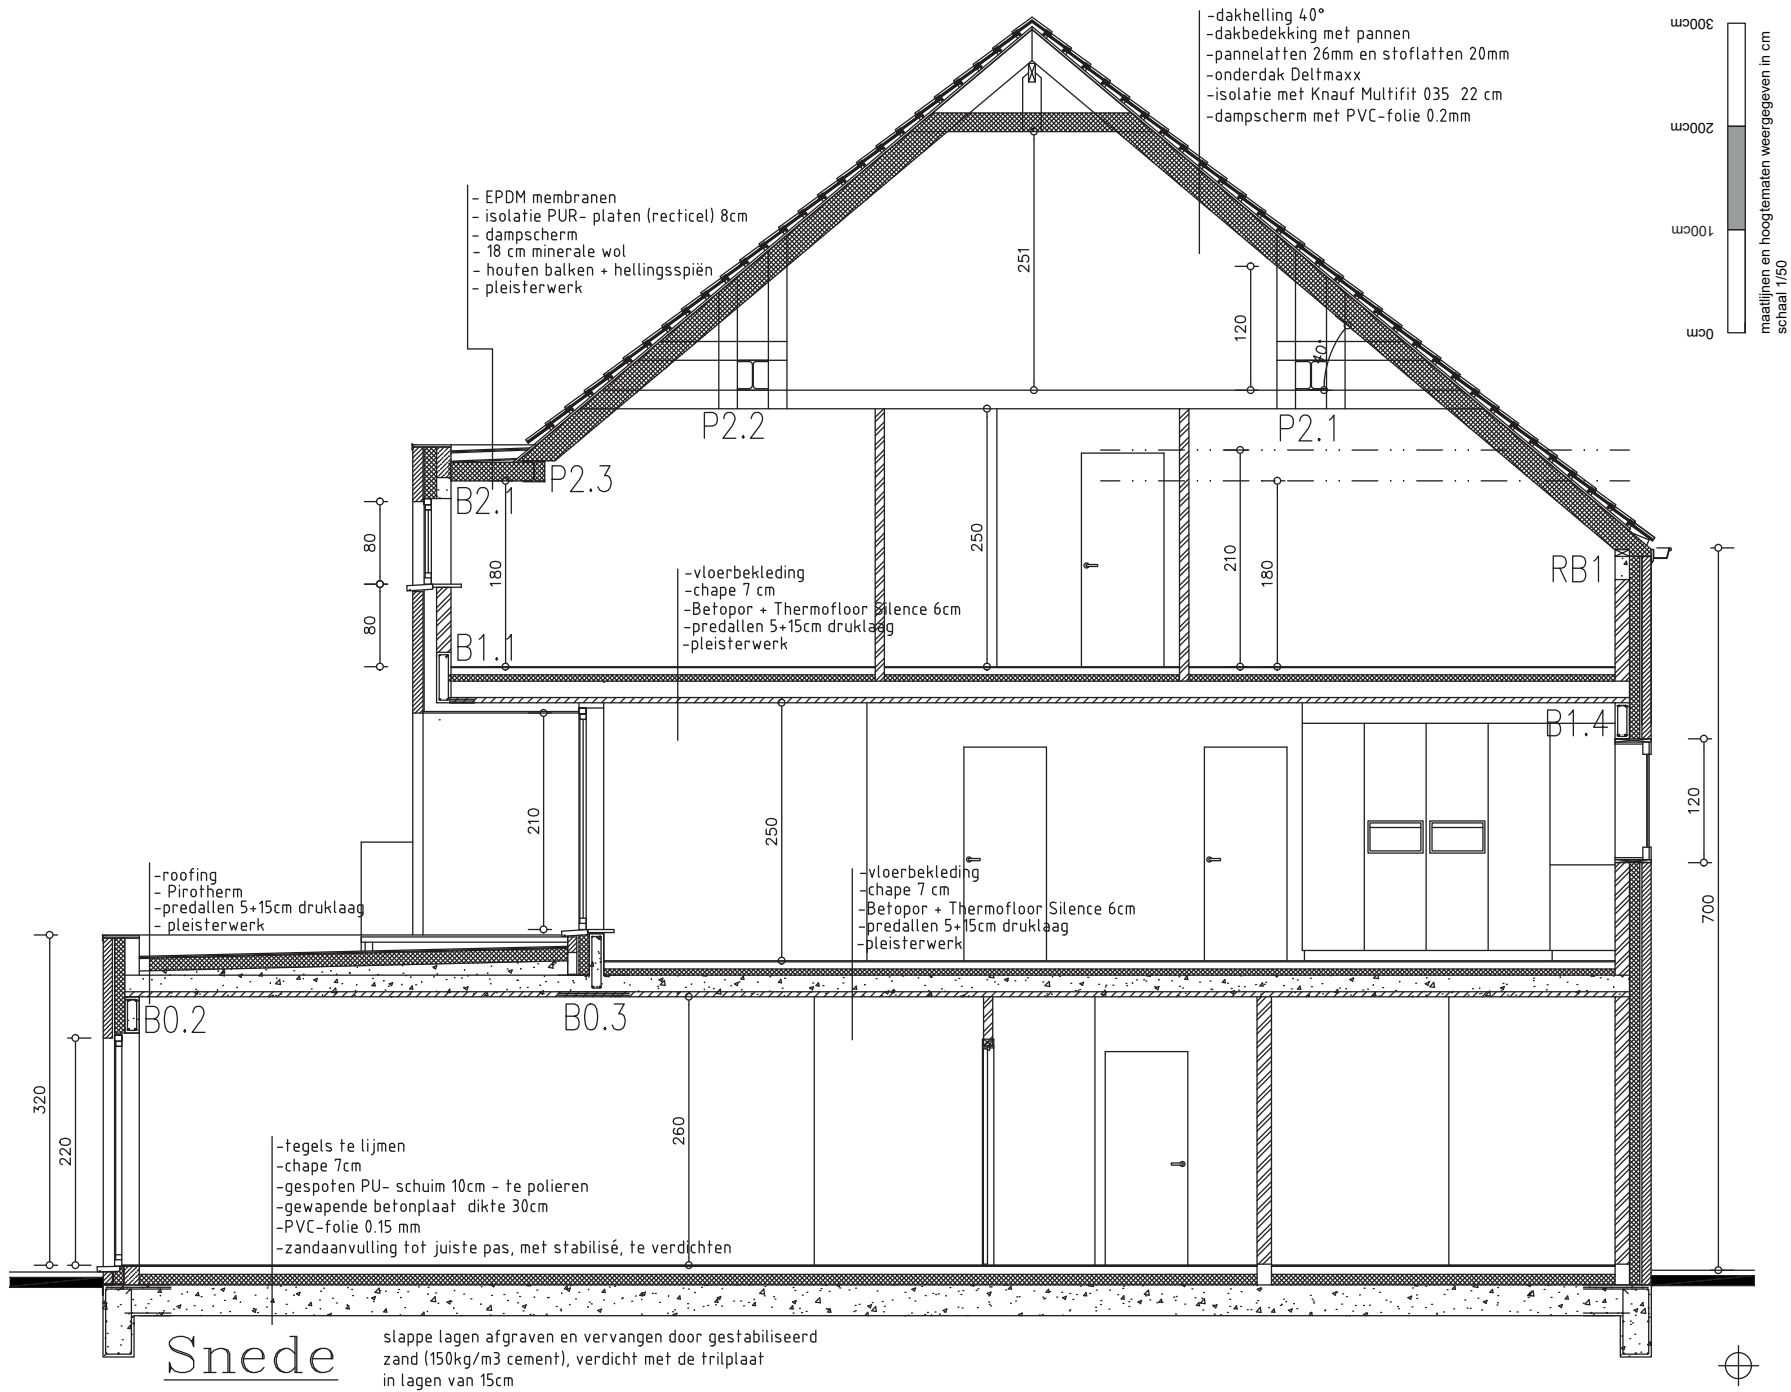 -dakhelling 40°
-dakbedekking met pannen
-pannelatten 26mm en stoflatten 20mm
-onderdak Deltmaxx
-isolatie met Knauf Multifit 035 22 cm
-dampscherm met PVC-folie 0.2mm
300cm
200cm
100cm
0cm
maatlijnen en hoogtematen weergegeven in cm
schaal 1/50
- EPDM membranen
- isolatie PUR- platen (recticel) 8cm
- dampscherm
- 18 cm minerale wol
- houten balken + hellingsspiën
- pleisterwerk
251
120
40°
P2.2
P2.1
P2.3
B2.1
80
80
180
250
210
180
RB1
-vloerbekleding
-chape 7 cm
-Betopor + Thermofloor Silence 6cm
-predallen 5+15cm druklaag
-pleisterwerk
B1.1
B1.4
210
250
120
700
-roofing
- Pirotherm
-predallen 5+15cm druklaag
- pleisterwerk
-vloerbekleding
-chape 7 cm
-Betopor + Thermofloor Silence 6cm
-predallen 5+15cm druklaag
-pleisterwerk
B0.2
B0.3
320
220
260
-tegels te lijmen
-chape 7cm
-gespoten PU- schuim 10cm - te polieren
-gewapende betonplaat dikte 30cm
-PVC-folie 0.15 mm
-zandaanvulling tot juiste pas, met stabilisé, te verdichten
Snede
slappe lagen afgraven en vervangen door gestabiliseerd
zand (150kg/m3 cement), verdicht met de trilplaat
in lagen van 15cm